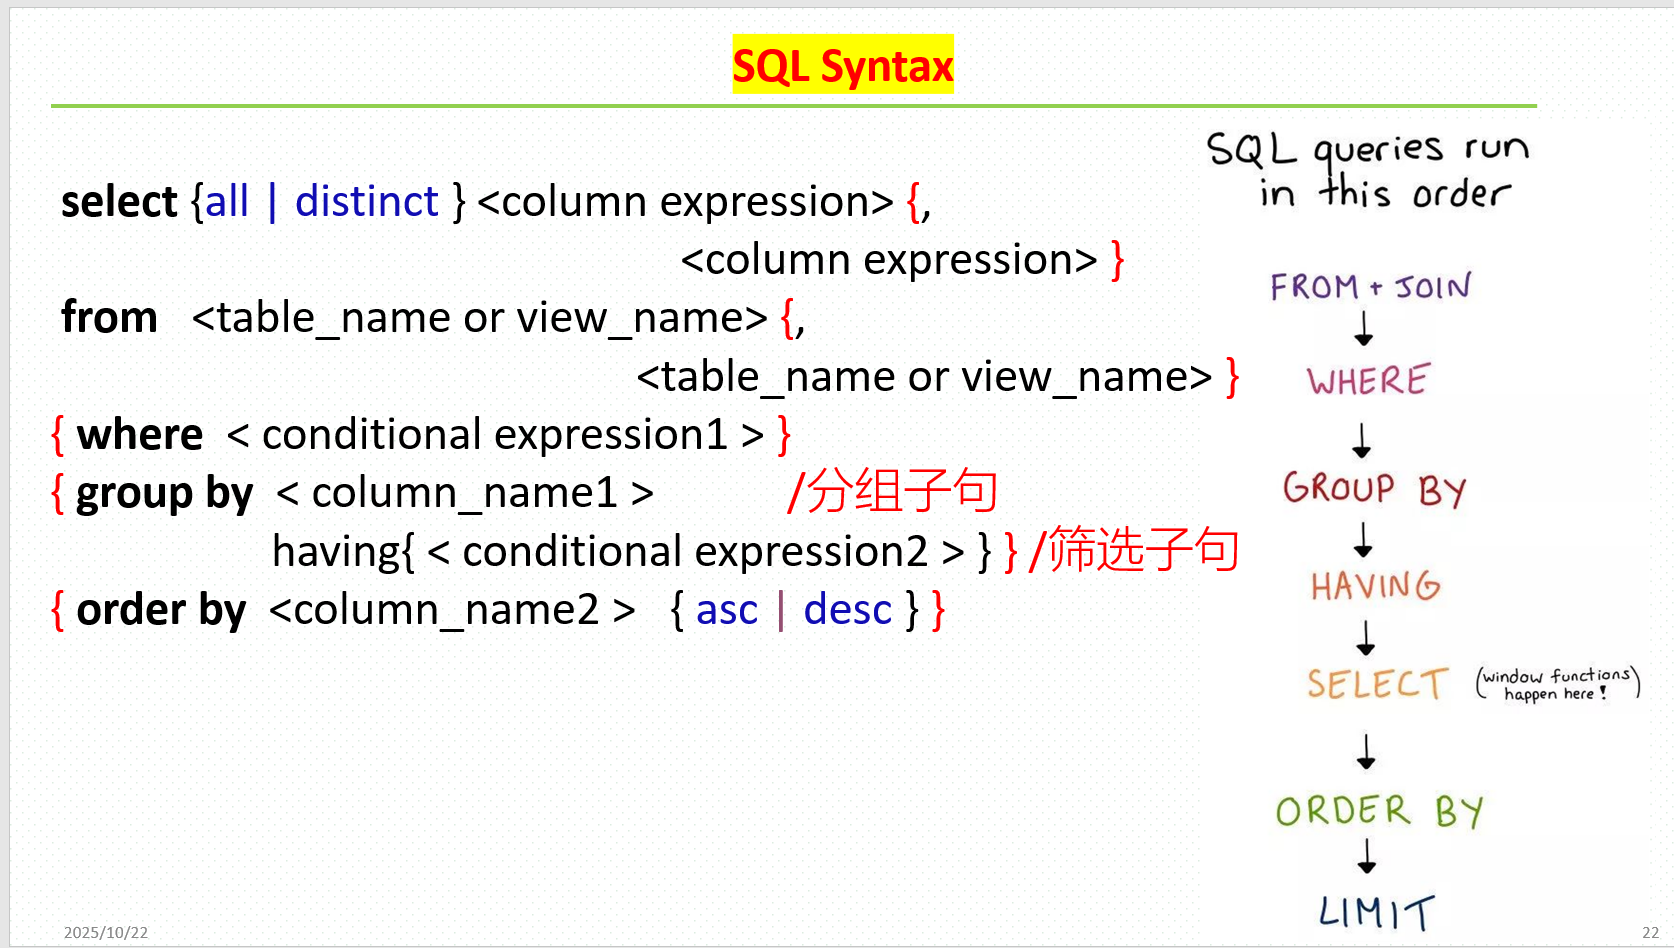 SQL Syntax
select {all | distinct } <column expression> {,
<column expression> }
from <table_name or view_name> {,
<table_name or view_name> }
{ where < conditional expression1 > }
{ group by < column_name1 > /分组子句
having{ < conditional expression2 > } } /筛选子句
{ order by <column_name2 > { asc | desc } }
SQL queries run
in this order
FROM + JOIN
WHERE
GROUP BY
HAVING
SELECT (window functions
happen here!)
ORDER BY
LIMIT
2025/10/22
22